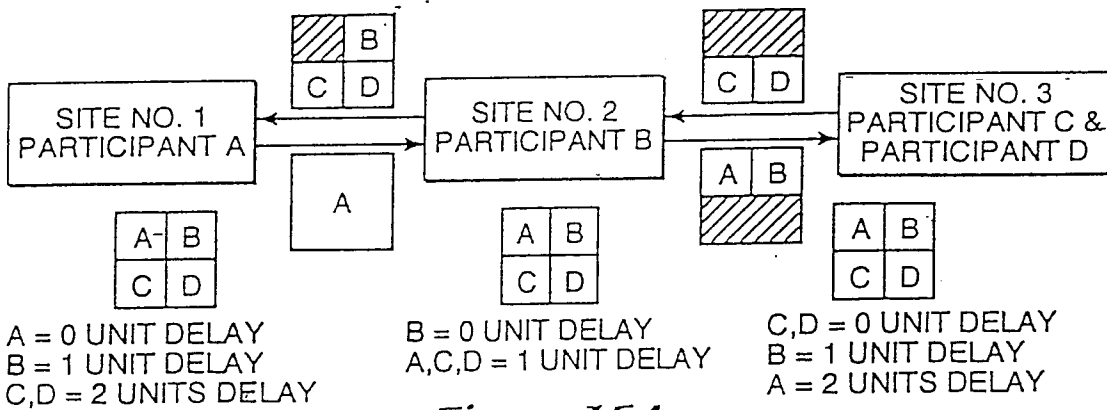 B
C D
SITE NO. 1
PARTICIPANT A
SITE NO. 2
PARTICIPANT B
C D
SITE NO. 3
PARTICIPANT C &
PARTICIPANT D
A
A B
A B
C D
A B
C D
A B
C D
A = 0 UNIT DELAY
B = 1 UNIT DELAY
C,D = 2 UNITS DELAY
B = 0 UNIT DELAY
A,C,D = 1 UNIT DELAY
C,D = 0 UNIT DELAY
B = 1 UNIT DELAY
A = 2 UNITS DELAY